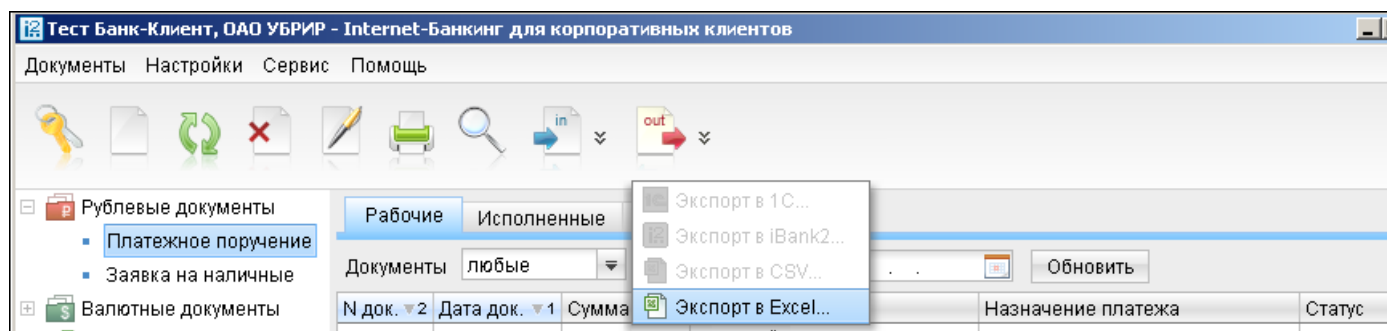 Тест Банк-Клиент, ОАО УБРИР - Internet-Банкинг для корпоративных клиентов
Документы Настройки Сервис Помощь
in out
Рублевые документы
Платежное поручение
Заявка на наличные
Валютные документы
Рабочие Исполненные
Документы любые . . Обновить
N док. 2 Дата док. 1 Сумма Назначение платежа Статус
Экспорт в 1С...
Экспорт в iBank2...
Экспорт в CSV...
Экспорт в Excel...